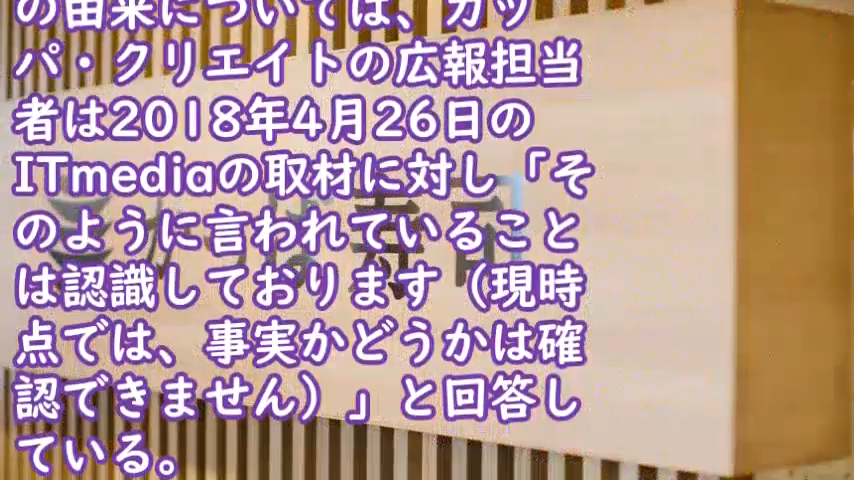 の由来については、カッ
パ・クリエイトの広報担当
者は2018年4月26日の
ITmediaの取材に対し「そ
のように言われていること
は認識しております（現時
点では、事実かどうかは確
認できません）」と回答し
ている。
かっぱ寿司